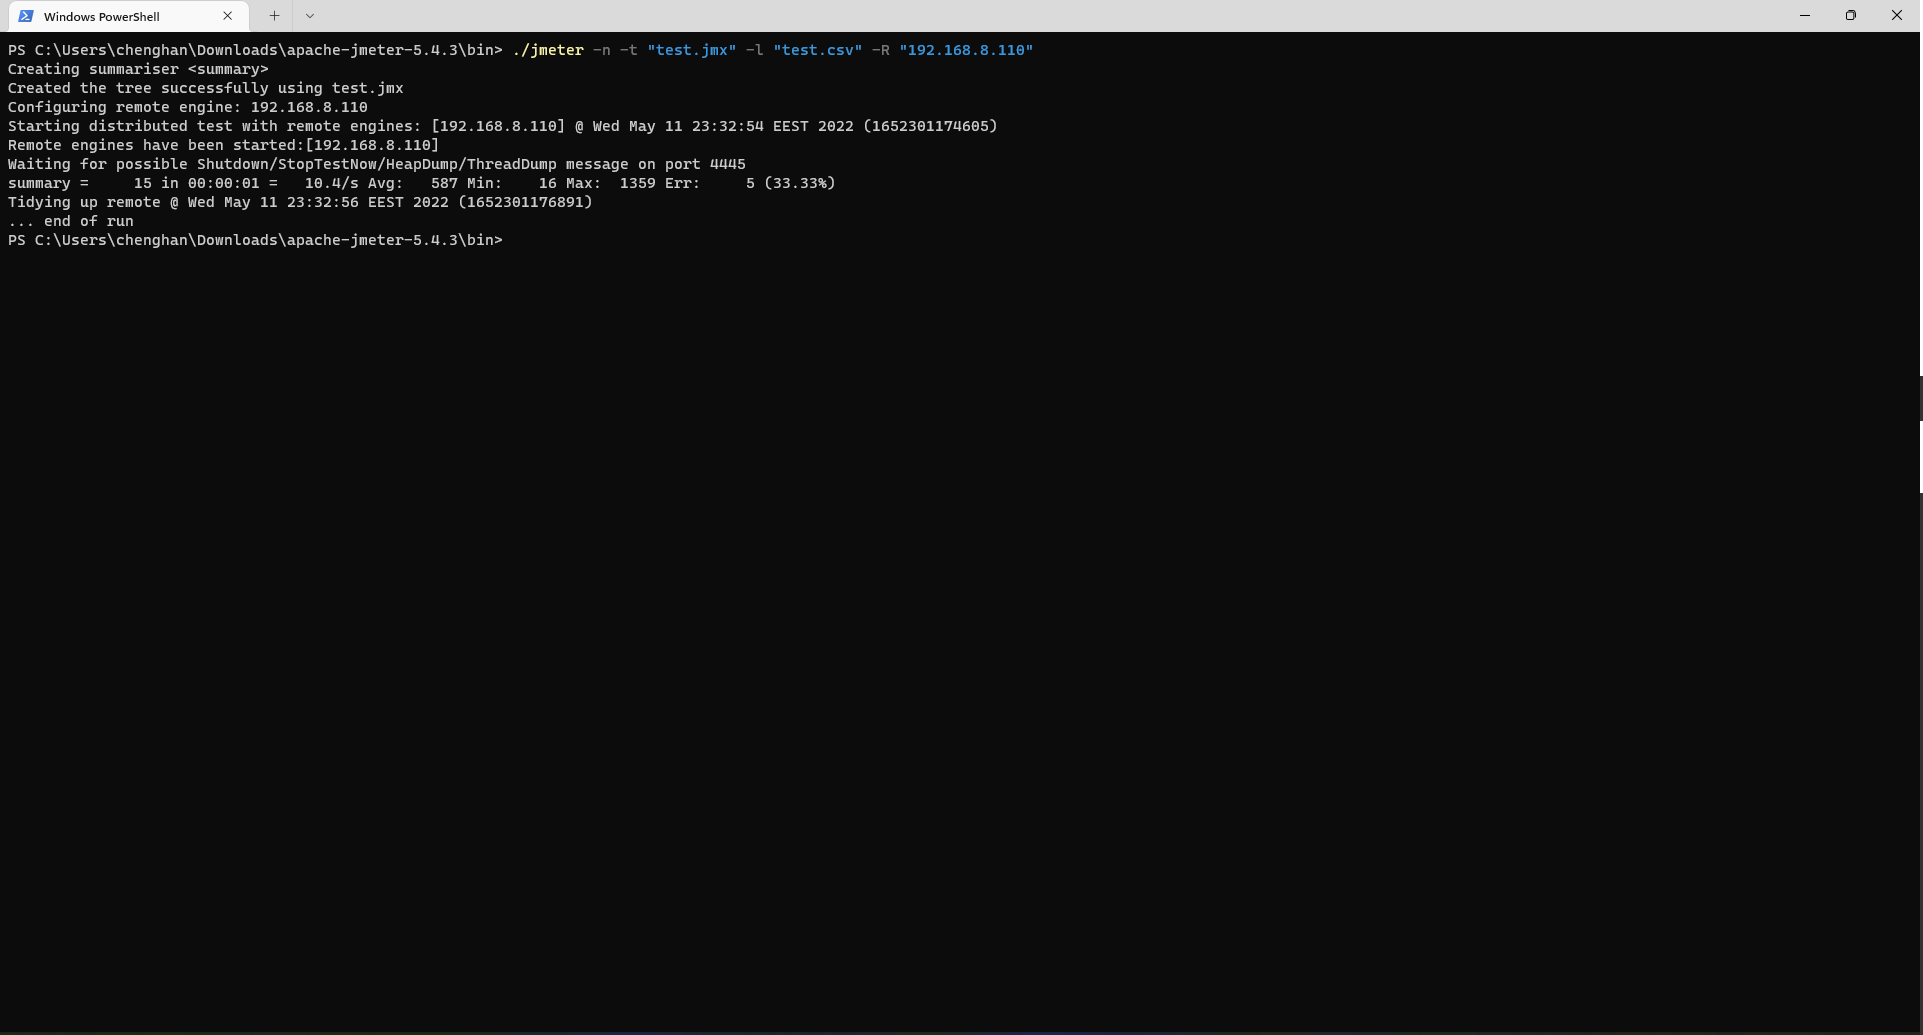 Windows PowerShell
PS C:\Users\chenghan\Downloads\apache-jmeter-5.4.3\bin> ./jmeter -n -t "test.jmx" -l "test.csv" -R "192.168.8.110"
Creating summariser <summary>
Created the tree successfully using test.jmx
Configuring remote engine: 192.168.8.110
Starting distributed test with remote engines: [192.168.8.110] @ Wed May 11 23:32:54 EEST 2022 (1652301174605)
Remote engines have been started:[192.168.8.110]
Waiting for possible Shutdown/StopTestNow/HeapDump/ThreadDump message on port 4445
summary =     15 in 00:00:01 =   10.4/s Avg:   587 Min:    16 Max:  1359 Err:     5 (33.33%)
Tidying up remote @ Wed May 11 23:32:56 EEST 2022 (1652301176891)
... end of run
PS C:\Users\chenghan\Downloads\apache-jmeter-5.4.3\bin>